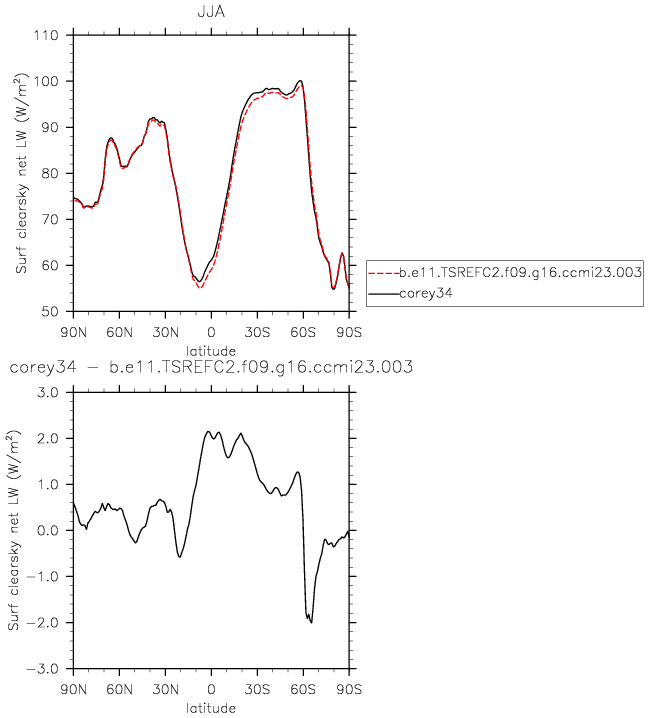 JJA
110
100
90
80
70
60
50
Surf clearsky net LW (W/m²)
90N 60N 30N 0 30S 60S 90S
latitude
b.e11.TSREFC2.f09.g16.ccmi23.003
corey34
corey34 − b.e11.TSREFC2.f09.g16.ccmi23.003
3.0
2.0
1.0
0.0
−1.0
−2.0
−3.0
Surf clearsky net LW (W/m²)
90N 60N 30N 0 30S 60S 90S
latitude